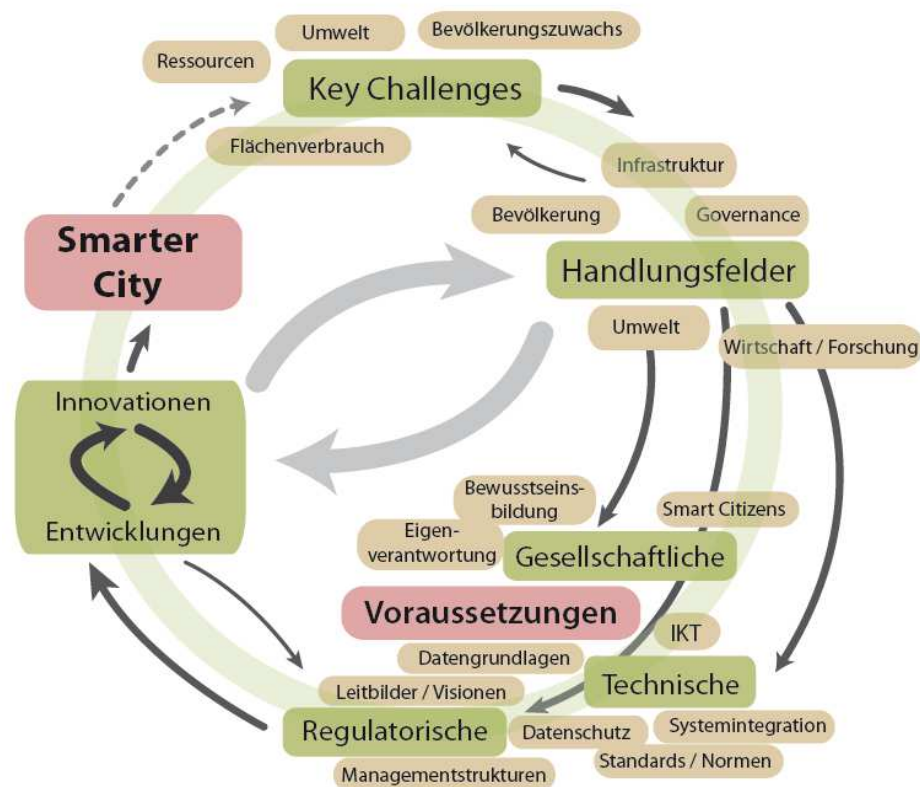 Umwelt
Bevölkerungszuwachs
Ressourcen
Key Challenges
Flächenverbrauch
Infrastruktur
Bevölkerung
Governance
Smarter
City
Handlungsfelder
Umwelt
Wirtschaft / Forschung
Innovationen
Entwicklungen
Bewusstseins-
bildung
Smart Citizens
Eigen-
verantwortung
Gesellschaftliche
Voraussetzungen
IKT
Datengrundlagen
Technische
Leitbilder / Visionen
Regulatorische
Datenschutz
Systemintegration
Standards / Normen
Managementstrukturen